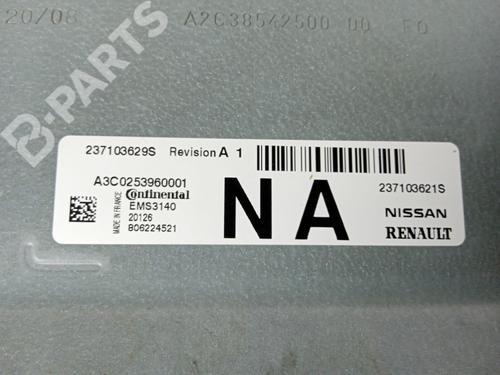 20/08 A2C38542500 00 E0
B-PARTS
237103629S Revision A 1
A3C0253960001
Continental
EMS3140
MADE IN FRANCE
20126
806224521
NA
237103621S
NISSAN
RENAULT